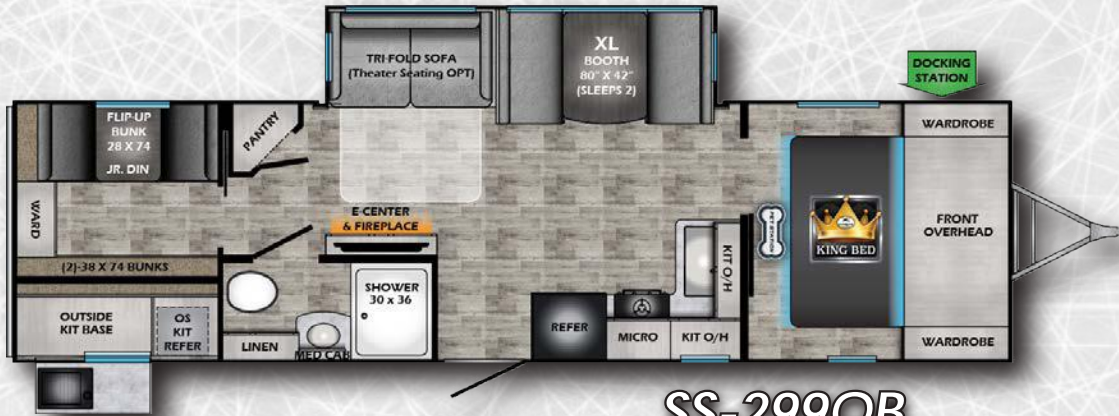 TRI-FOLD SOFA
(Theater Seating OPT)
XL
BOOTH
80" X 42"
(SLEEPS 2)
DOCKING
STATION
FLIP-UP
BUNK
28 X 74
JR. DIN
PANTRY
WARDROBE
WARD
E-CENTER
& FIREPLACE
PET STATION
KING BED
FRONT
OVERHEAD
(2)-38 X 74 BUNKS
KIT O/H
SHOWER
30 x 36
OUTSIDE
KIT BASE
OS
KIT
REFER
LINEN
MED CAB
REFER
MICRO
KIT O/H
WARDROBE